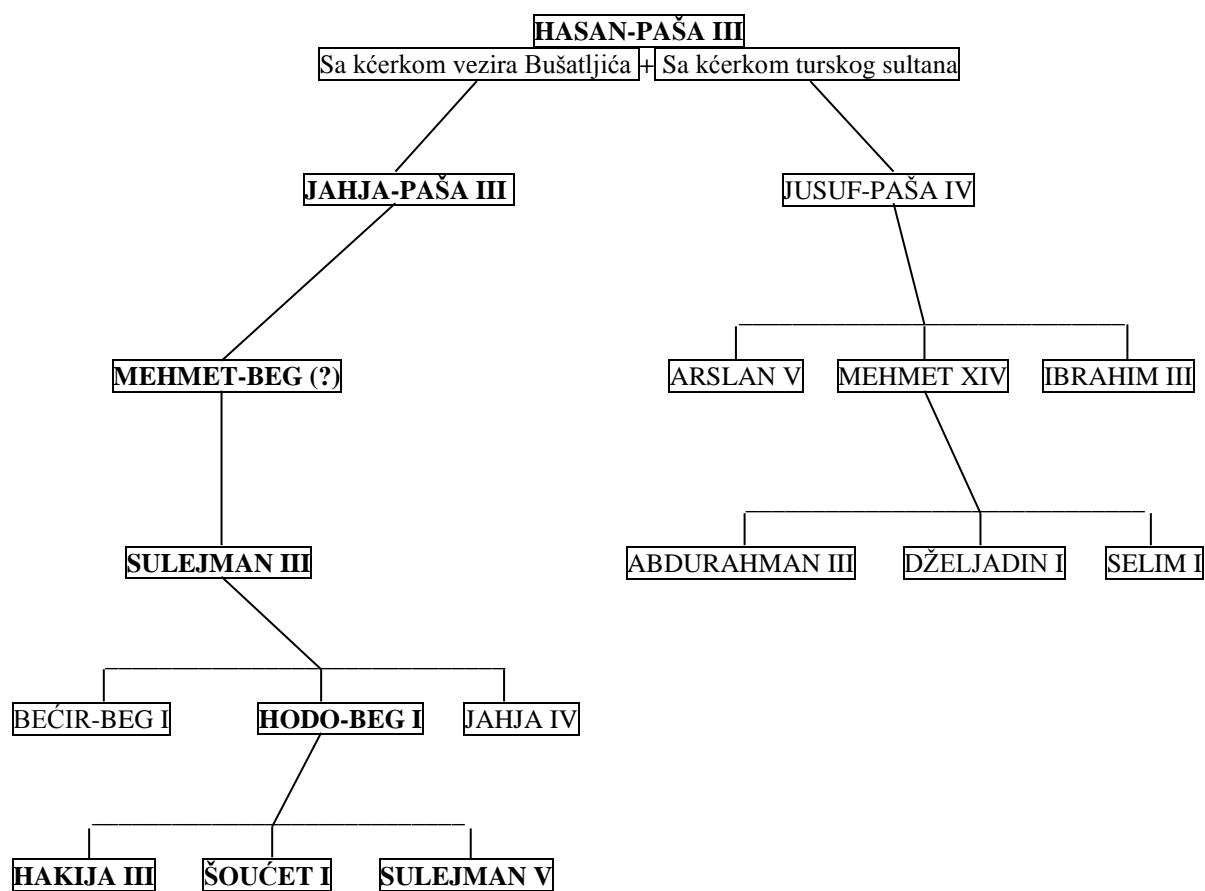 HASAN-PAŠA III
Sa kćerkom vezira Bušatljića + Sa kćerkom turskog sultana
JAHJA-PAŠA III JUSUF-PAŠA IV
MEHMET-BEG (?) ARSLAN V MEHMET XIV IBRAHIM III
SULEJMAN III ABDURAHMAN III DŽELJADIN I SELIM I
BEĆIR-BEG I HODO-BEG I JAHJA IV
HAKIJA III ŠOUĆET I SULEJMAN V